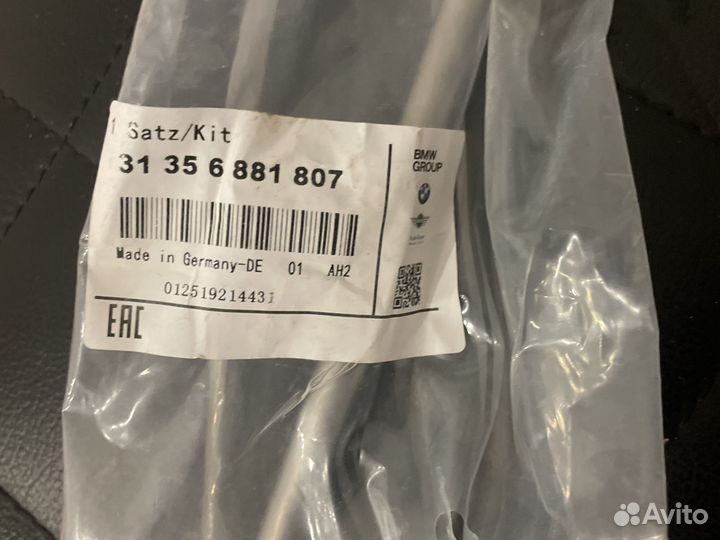 1 Satz/Kit
31 35 6 881 807
Made in Germany-DE 01 AH2
012519214431
EAC
BMW
GROUP
Avito